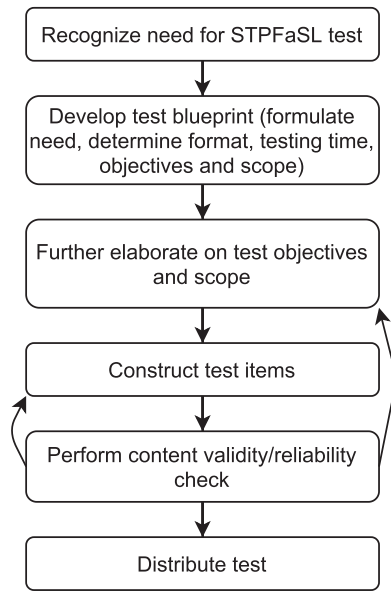 Recognize need for STPFaSL test
Develop test blueprint (formulate
need, determine format, testing time,
objectives and scope)
Further elaborate on test objectives
and scope
Construct test items
Perform content validity/reliability
check
Distribute test